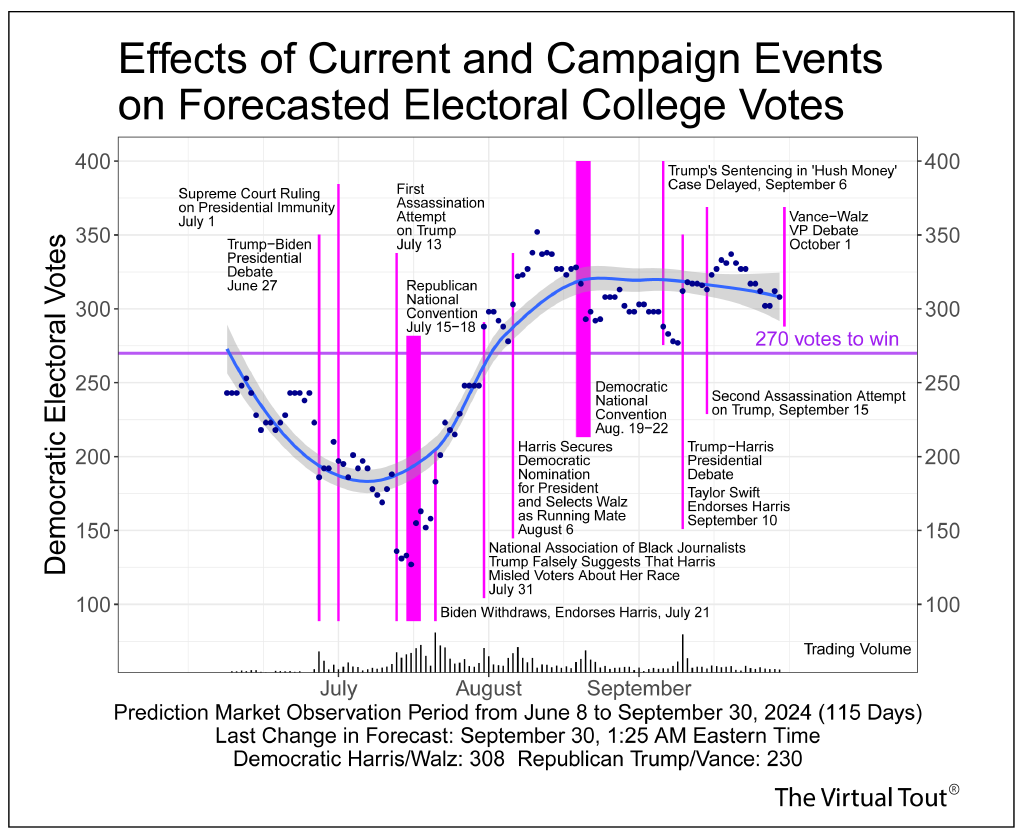 Effects of Current and Campaign Events
on Forecasted Electoral College Votes
Democratic Electoral Votes
400
350
300
250
200
150
100
400
350
300
250
200
150
100
Supreme Court Ruling
on Presidential Immunity
July 1
Trump−Biden
Presidential
Debate
June 27
First
Assassination
Attempt
on Trump
July 13
Republican
National
Convention
July 15−18
Trump's Sentencing in 'Hush Money'
Case Delayed, September 6
Vance−Walz
VP Debate
October 1
270 votes to win
Democratic
National
Convention
Aug. 19−22
Second Assassination Attempt
on Trump, September 15
Harris Secures
Democratic
Nomination
for President
and Selects Walz
as Running Mate
August 6
Trump−Harris
Presidential
Debate
Taylor Swift
Endorses Harris
September 10
National Association of Black Journalists
Trump Falsely Suggests That Harris
Misled Voters About Her Race
July 31
Biden Withdraws, Endorses Harris, July 21
Trading Volume
July
August
September
Prediction Market Observation Period from June 8 to September 30, 2024 (115 Days)
Last Change in Forecast: September 30, 1:25 AM Eastern Time
Democratic Harris/Walz: 308  Republican Trump/Vance: 230
The Virtual Tout®